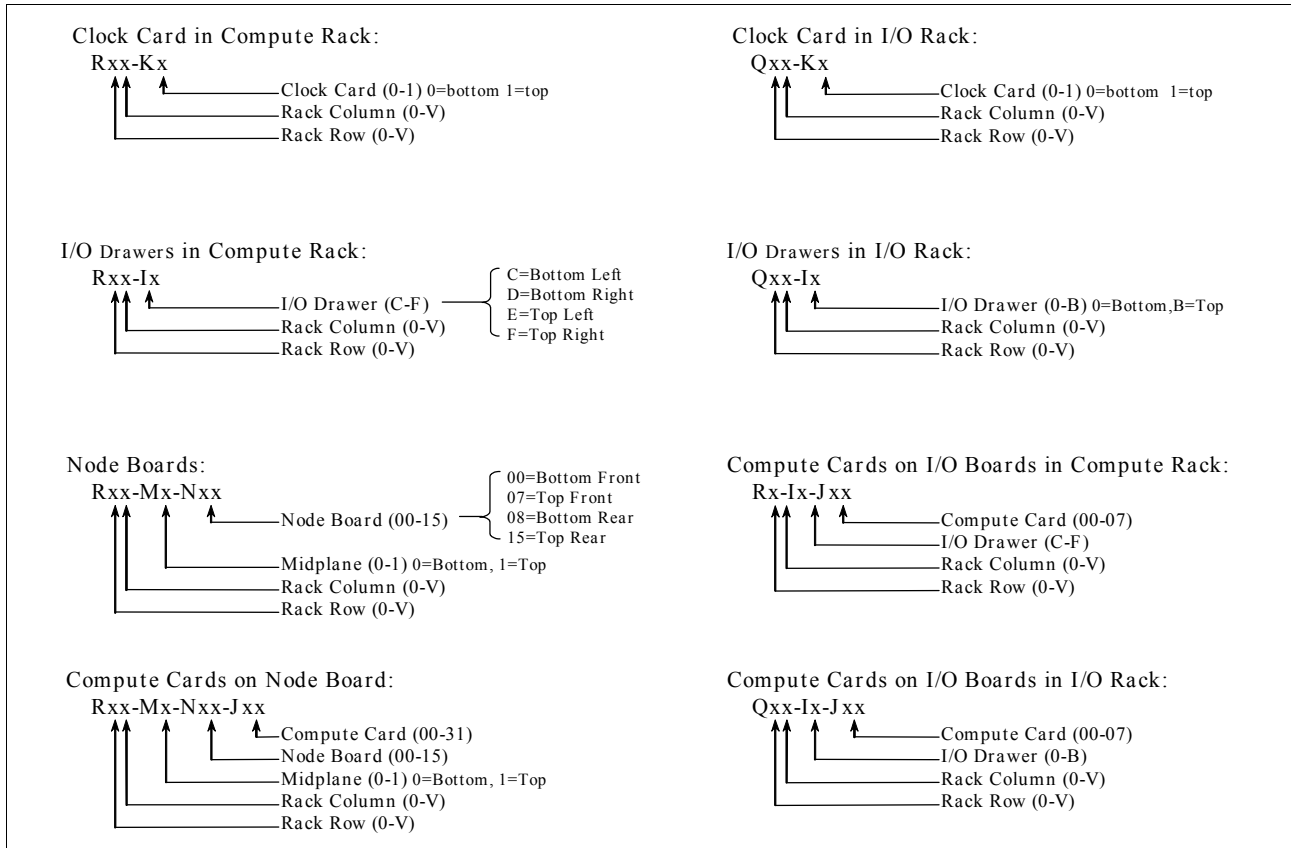 Clock Card in Compute Rack:
Rxx-Kx
Clock Card (0-1) 0=bottom 1=top
Rack Column (0-V)
Rack Row (0-V)
Clock Card in I/O Rack:
Qxx-Kx
Clock Card (0-1) 0=bottom 1=top
Rack Column (0-V)
Rack Row (0-V)
I/O Drawers in Compute Rack:
Rxx-Ix
I/O Drawer (C-F)
C=Bottom Left
D=Bottom Right
E=Top Left
F=Top Right
Rack Column (0-V)
Rack Row (0-V)
I/O Drawers in I/O Rack:
Qxx-Ix
I/O Drawer (0-B) 0=Bottom,B=Top
Rack Column (0-V)
Rack Row (0-V)
Node Boards:
Rxx-Mx-Nxx
Node Board (00-15)
00=Bottom Front
07=Top Front
08=Bottom Rear
15=Top Rear
Midplane (0-1) 0=Bottom, 1=Top
Rack Column (0-V)
Rack Row (0-V)
Compute Cards on I/O Boards in Compute Rack:
Rx-Ix-Jxx
Compute Card (00-07)
I/O Drawer (C-F)
Rack Column (0-V)
Rack Row (0-V)
Compute Cards on Node Board:
Rxx-Mx-Nxx-Jxx
Compute Card (00-31)
Node Board (00-15)
Midplane (0-1) 0=Bottom, 1=Top
Rack Column (0-V)
Rack Row (0-V)
Compute Cards on I/O Boards in I/O Rack:
Qxx-Ix-Jxx
Compute Card (00-07)
I/O Drawer (0-B)
Rack Column (0-V)
Rack Row (0-V)